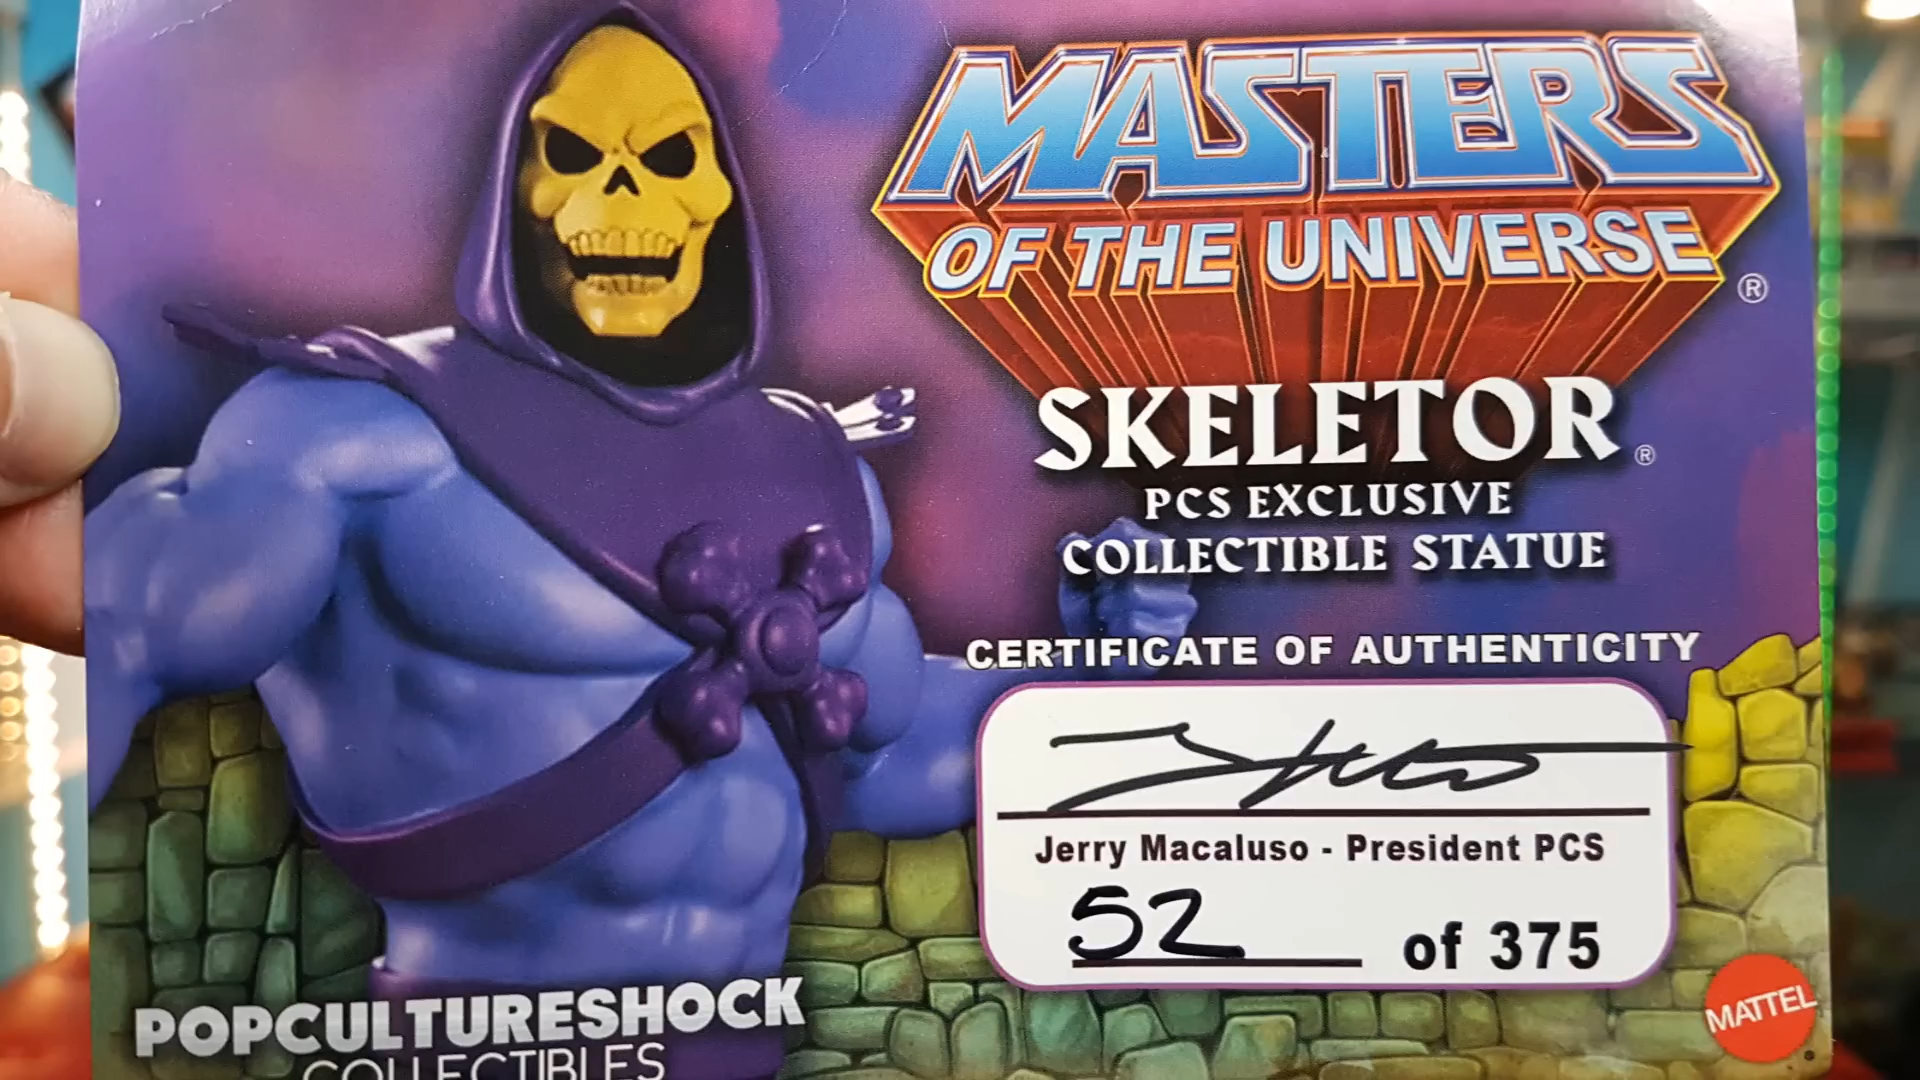 MASTERS
OF THE UNIVERSE
®
SKELETOR®
PCS EXCLUSIVE
COLLECTIBLE STATUE
CERTIFICATE OF AUTHENTICITY
Jerry Macaluso - President PCS
52 of 375
POPCULTURESHOCK
COLLECTIBLES
MATTEL